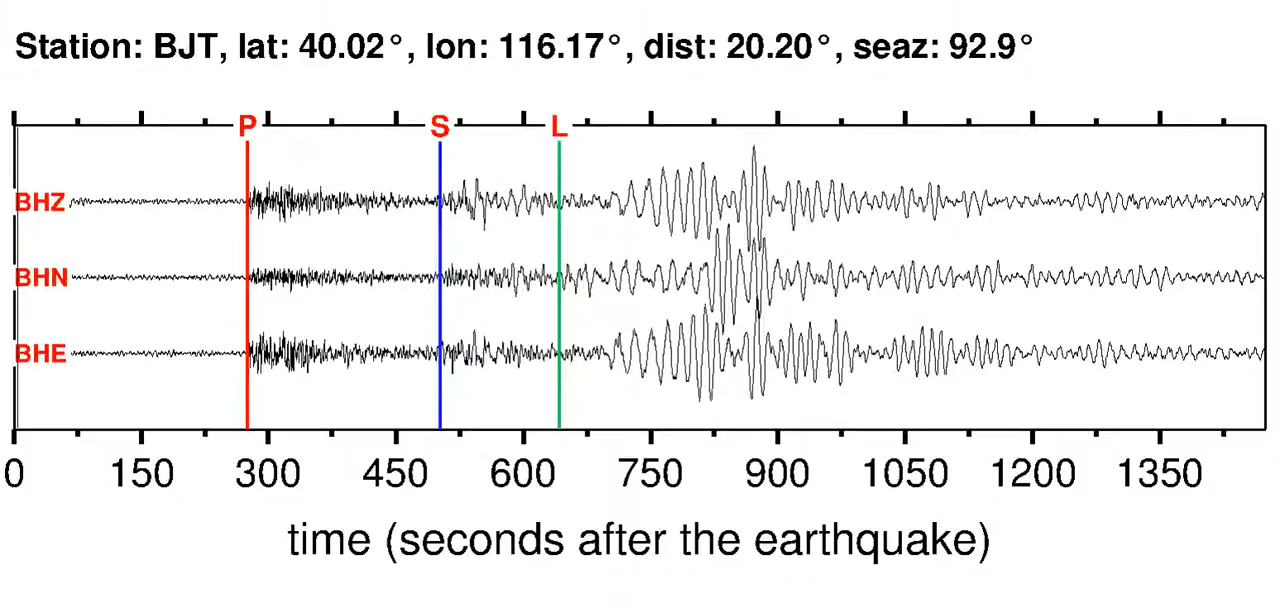 Station: BJT, lat: 40.02°, lon: 116.17°, dist: 20.20°, seaz: 92.9°
P S L
BHZ
BHN
BHE
0 150 300 450 600 750 900 1050 1200 1350
time (seconds after the earthquake)